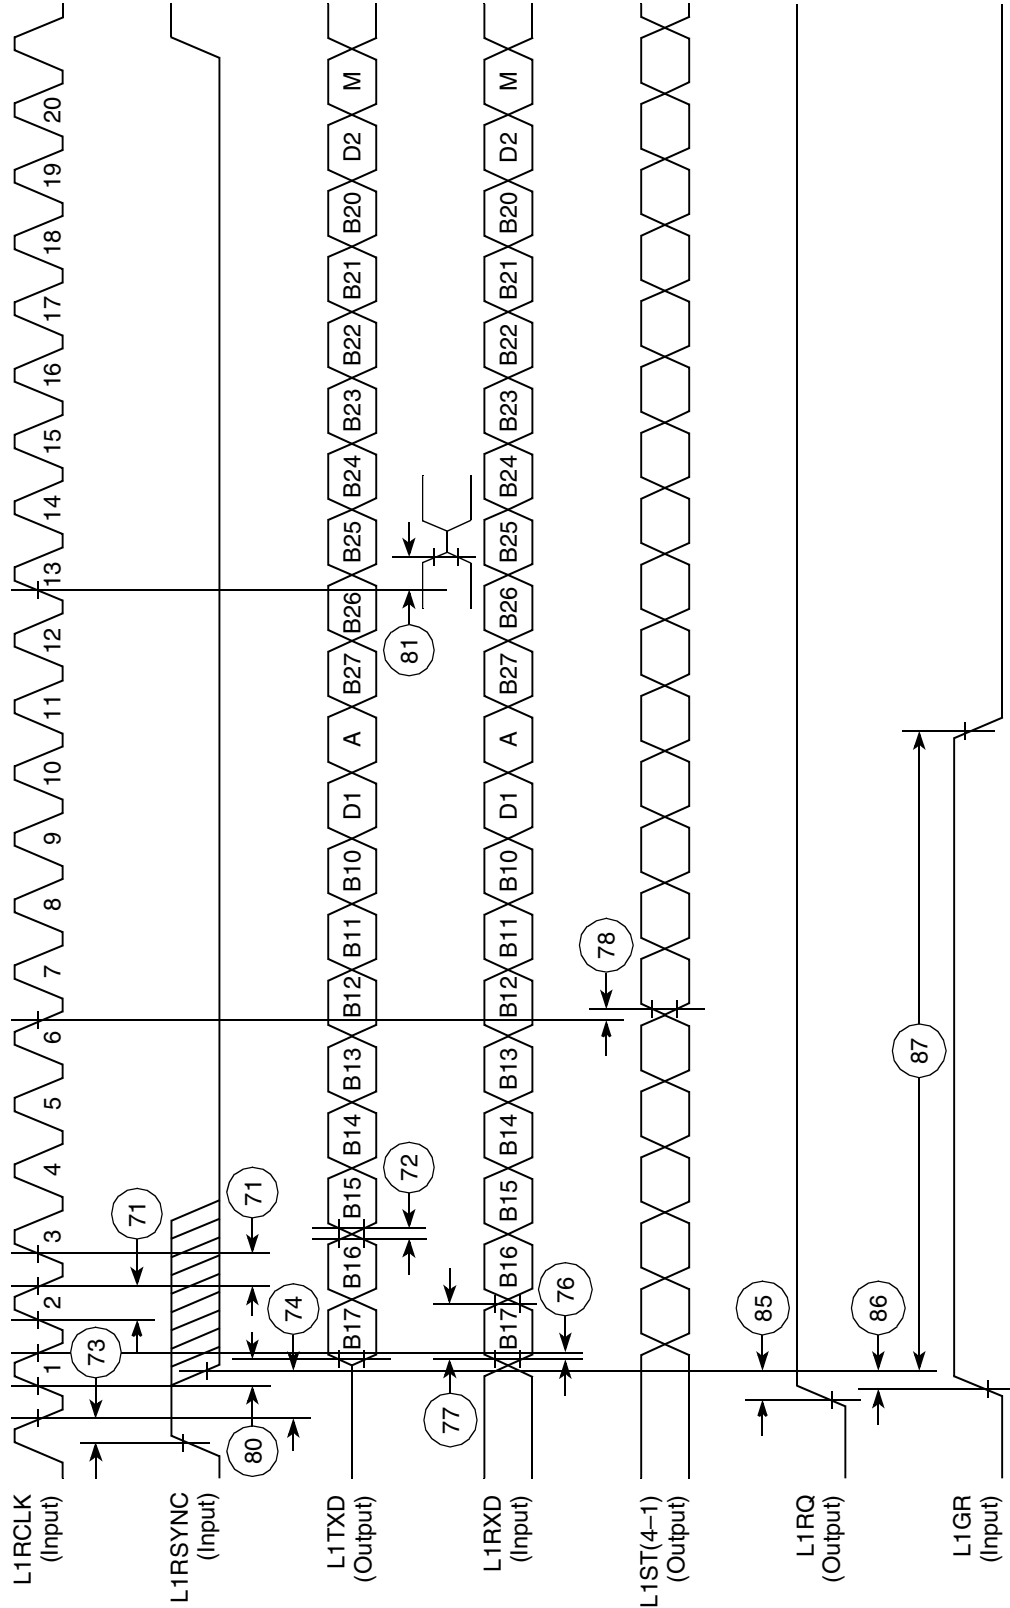 L1RCLK
(Input)
1
2
3
4
5
6
7
8
9
10
11
12
13
14
15
16
17
18
19
20
73
71
L1RSYNC
(Input)
80
74
71
L1TXD
(Output)
B17
B16
B15
B14
B13
B12
B11
B10
D1
A
B27
B26
B25
B24
B23
B22
B21
B20
D2
M
72
81
L1RXD
(Input)
B17
B16
B15
B14
B13
B12
B11
B10
D1
A
B27
B26
B25
B24
B23
B22
B21
B20
D2
M
77
76
78
L1ST(4–1)
(Output)
85
L1RQ
(Output)
86
87
L1GR
(Input)